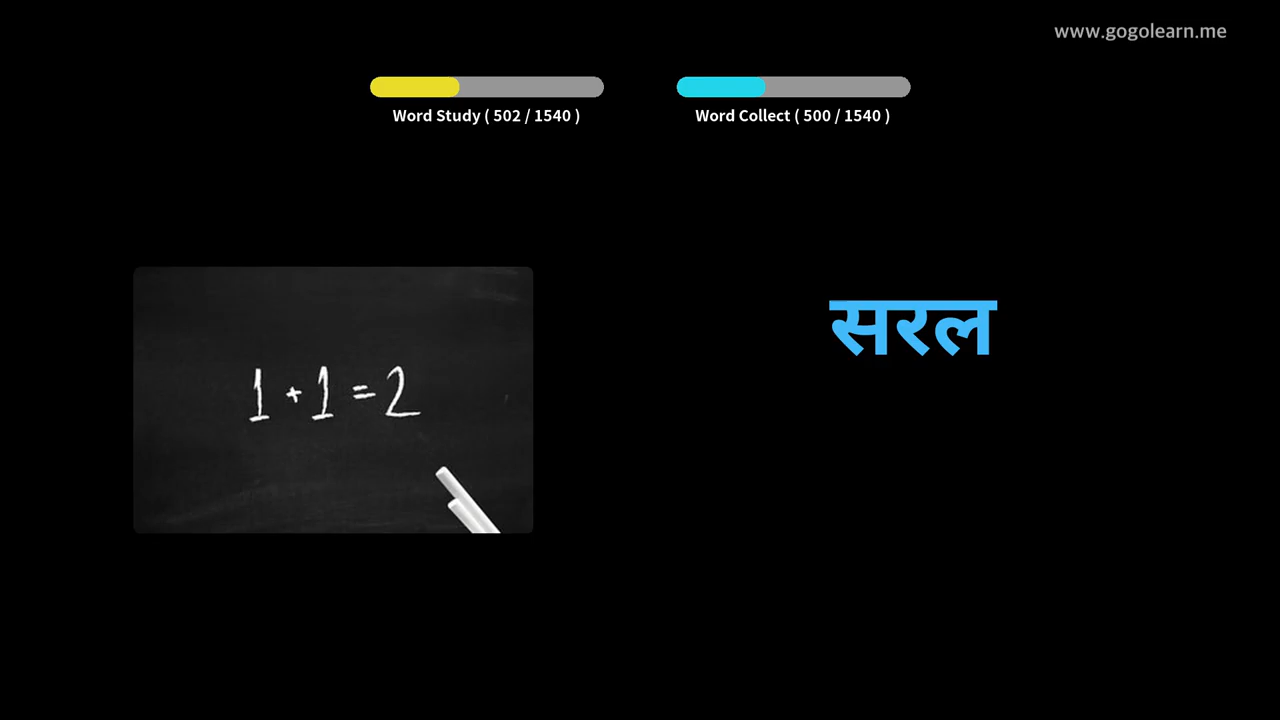 www.gogolearn.me
Word Study ( 502 / 1540 )
Word Collect ( 500 / 1540 )
1 + 1 = 2
सरल